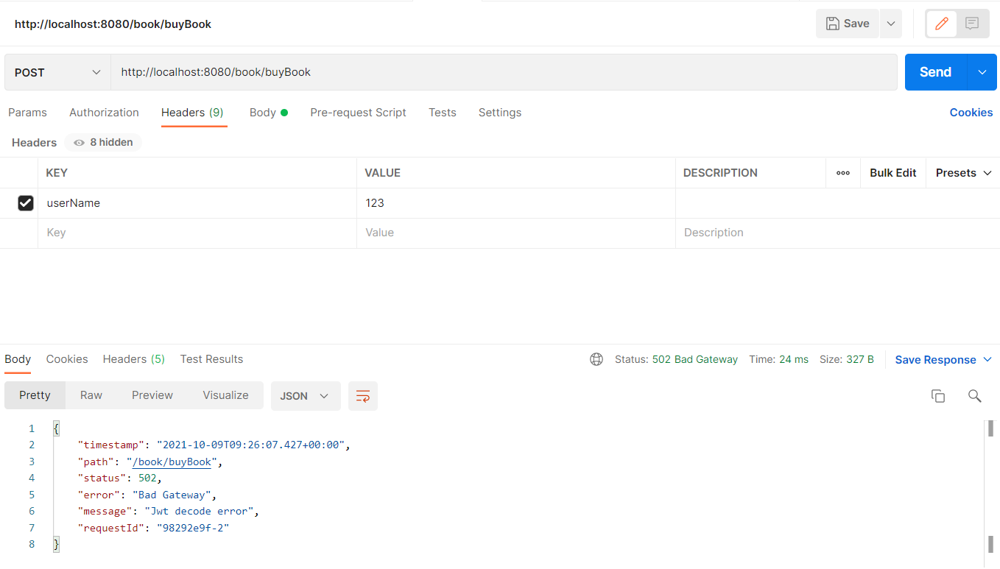 http://localhost:8080/book/buyBook
Save
POST
http://localhost:8080/book/buyBook
Send
Params Authorization Headers (9) Body Pre-request Script Tests Settings Cookies
Headers 8 hidden
KEY VALUE DESCRIPTION ooo Bulk Edit Presets
userName 123
Key Value Description
Body Cookies Headers (5) Test Results Status: 502 Bad Gateway Time: 24 ms Size: 327 B Save Response
Pretty Raw Preview Visualize JSON
1 {
2 "timestamp": "2021-10-09T09:26:07.427+00:00",
3 "path": "/book/buyBook",
4 "status": 502,
5 "error": "Bad Gateway",
6 "message": "Jwt decode error",
7 "requestId": "98292e9f-2"
8 }